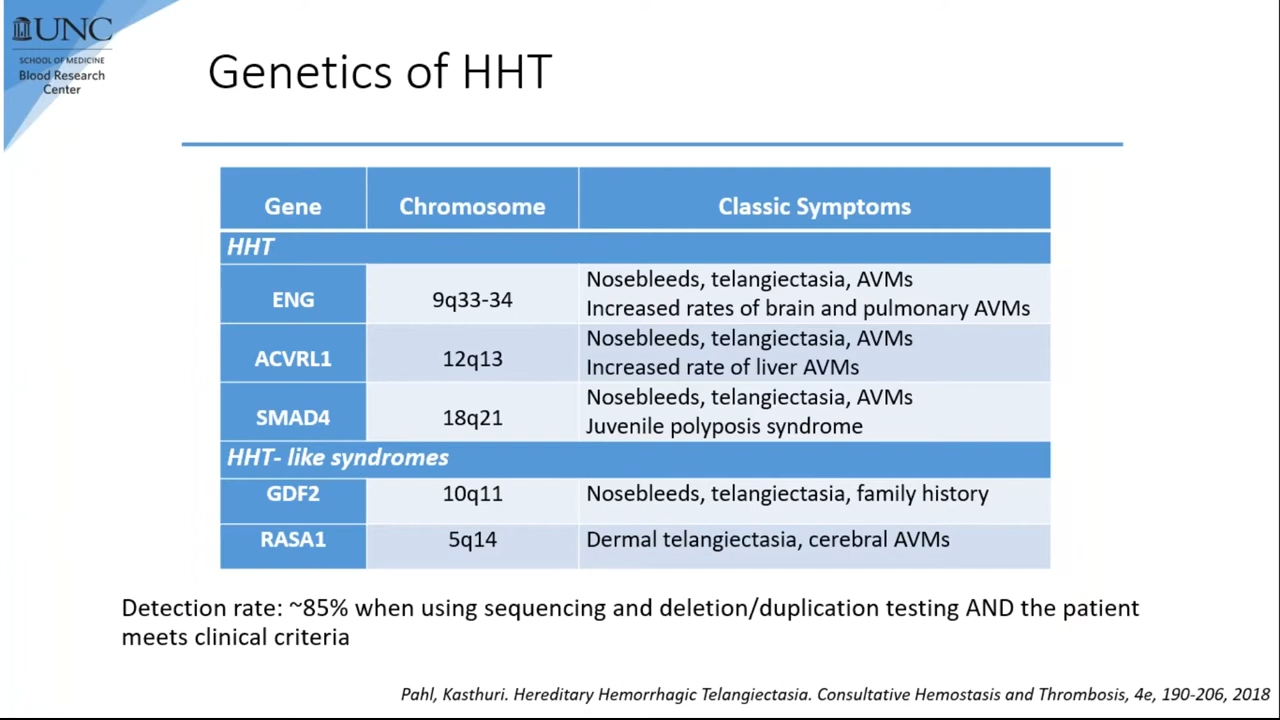 UNC
SCHOOL OF MEDICINE
Blood Research
Center
Genetics of HHT
Gene Chromosome Classic Symptoms
HHT
ENG 9q33-34 Nosebleeds, telangiectasia, AVMs
Increased rates of brain and pulmonary AVMs
ACVRL1 12q13 Nosebleeds, telangiectasia, AVMs
Increased rate of liver AVMs
SMAD4 18q21 Nosebleeds, telangiectasia, AVMs
Juvenile polyposis syndrome
HHT- like syndromes
GDF2 10q11 Nosebleeds, telangiectasia, family history
RASA1 5q14 Dermal telangiectasia, cerebral AVMs
Detection rate: ~85% when using sequencing and deletion/duplication testing AND the patient
meets clinical criteria
Pahl, Kasthuri. Hereditary Hemorrhagic Telangiectasia. Consultative Hemostasis and Thrombosis, 4e, 190-206, 2018